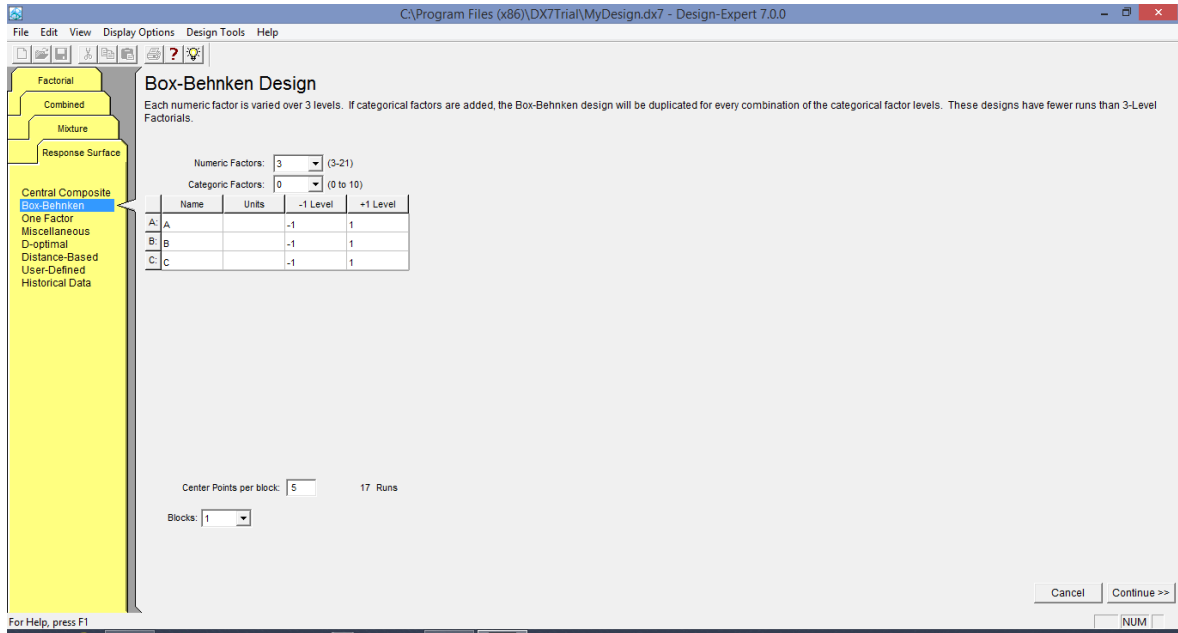 C:\Program Files (x86)\DX7Trial\MyDesign.dx7 - Design-Expert 7.0.0
File Edit View Display Options Design Tools Help
Factorial
Combined
Mixture
Response Surface
Central Composite
Box-Behnken
One Factor
Miscellaneous
D-optimal
Distance-Based
User-Defined
Historical Data
Box-Behnken Design
Each numeric factor is varied over 3 levels. If categorical factors are added, the Box-Behnken design will be duplicated for every combination of the categorical factor levels. These designs have fewer runs than 3-Level
Factorials.
Numeric Factors: 3 (3-21)
Categoric Factors: 0 (0 to 10)
Name Units -1 Level +1 Level
A: A -1 1
B: B -1 1
C: C -1 1
Center Points per block: 5 17 Runs
Blocks: 1
Cancel Continue >>
For Help, press F1 NUM